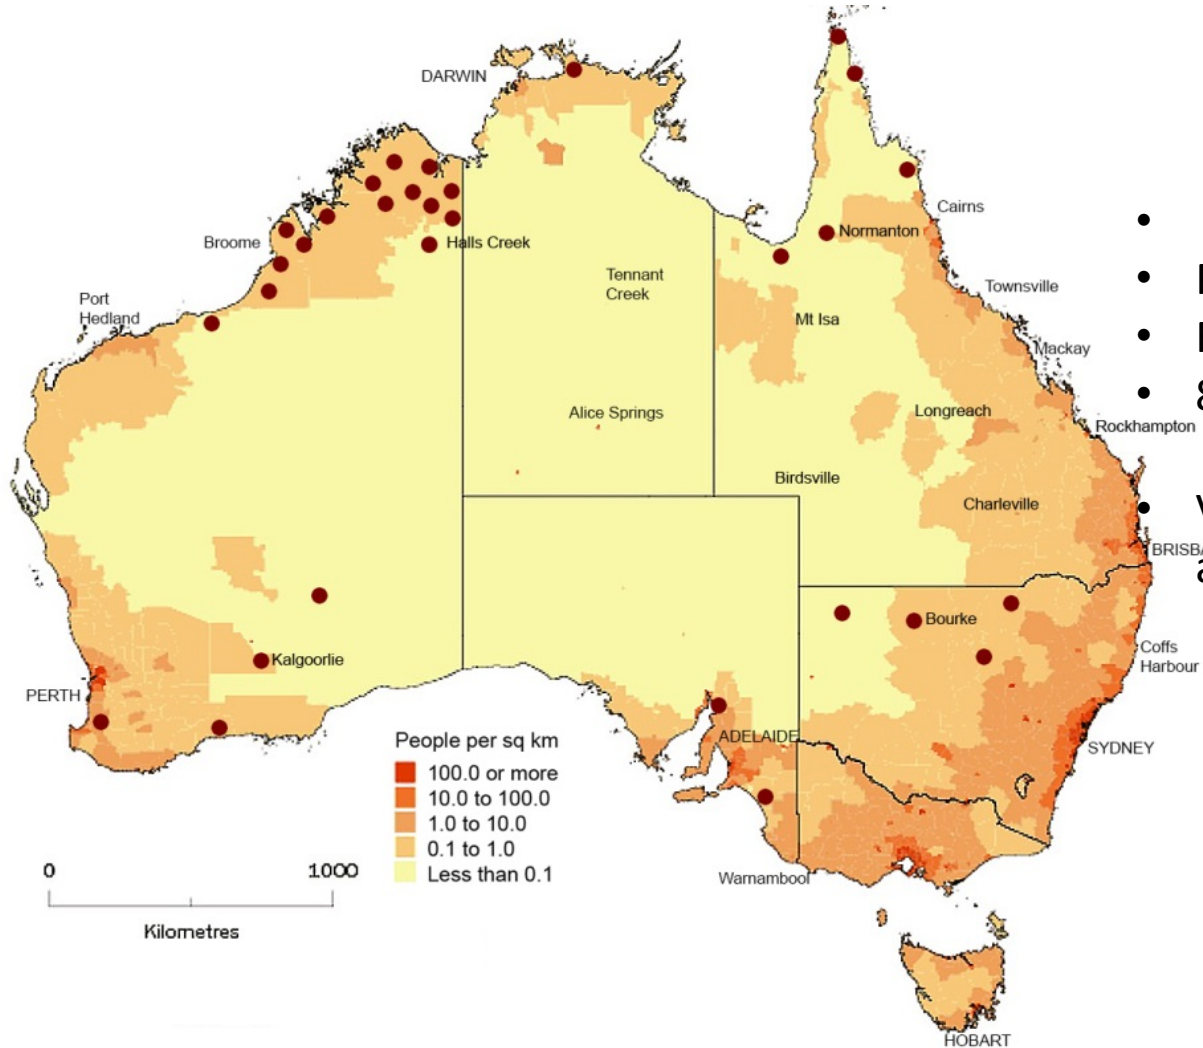 DARWIN
Cairns
Broome
Halls Creek
Normanton
Tennant
Creek
Townsville
Port
Hedland
Mt Isa
Mackay
Alice Springs
Longreach
Rockhampton
Birdsville
Charleville
BRISBA
Bourke
Kalgoorlie
Coffs
Harbour
PERTH
ADELAIDE
SYDNEY
People per sq km
100.0 or more
10.0 to 100.0
1.0 to 10.0
0.1 to 1.0
Less than 0.1
0 1000
Kilometres
Warnambool
HOBART